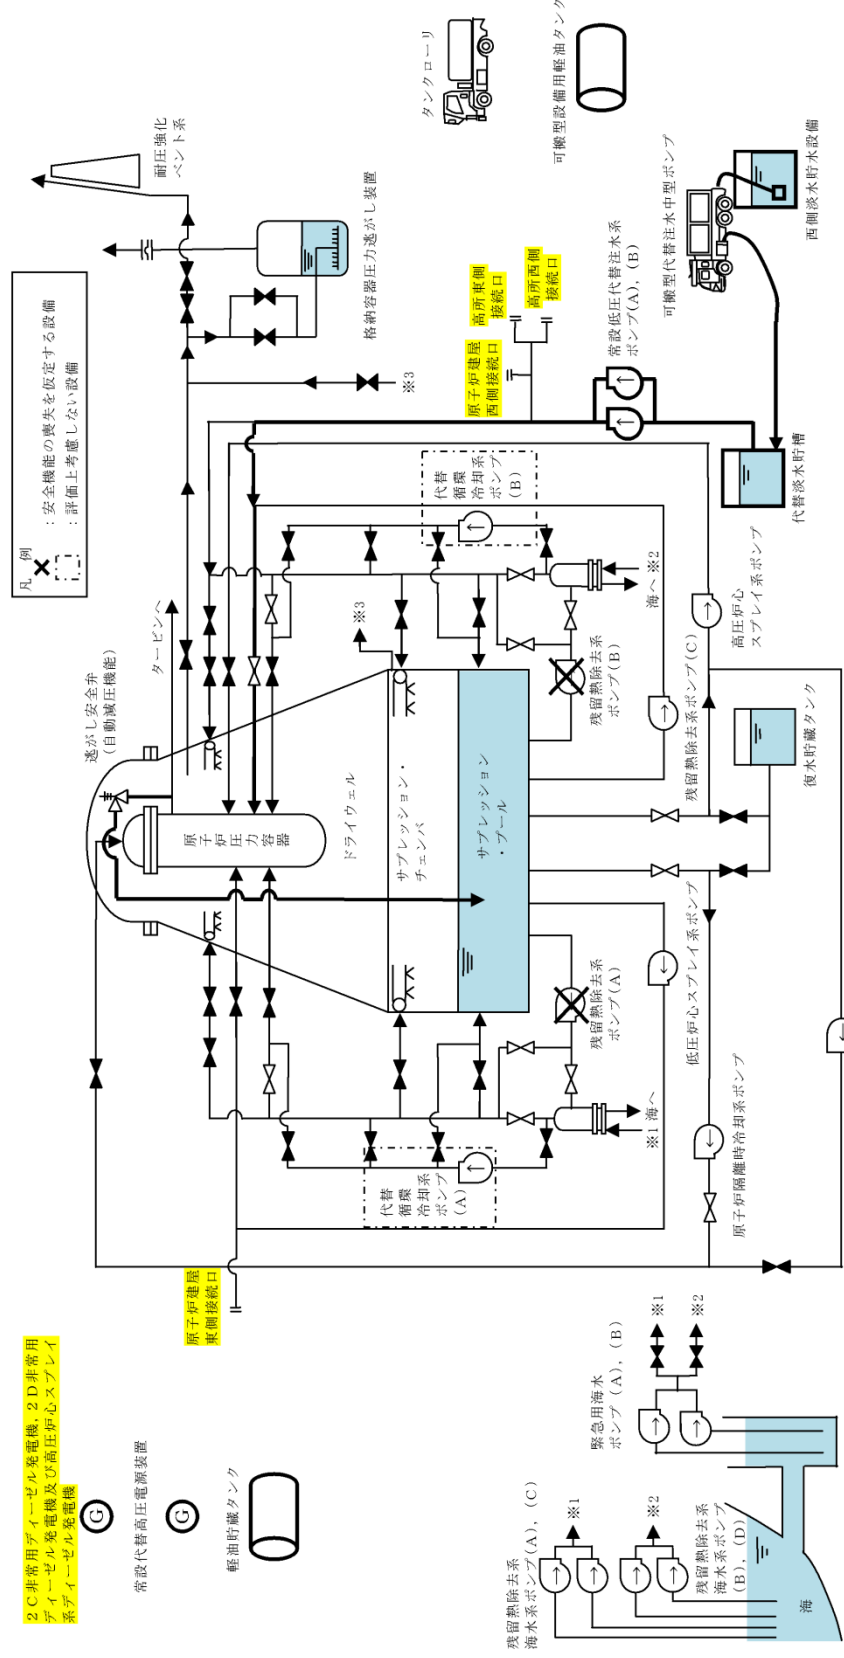 凡　例
：安全機能の喪失を仮定する設備
：評価上考慮しない設備
耐圧強化
ベント系
格納容器圧力逃がし装置
※3
タンクローリ
可搬型設備用軽油タンク
可搬型代替注水中型ポンプ
西側淡水貯水設備
代替淡水貯槽
常設低圧代替注水系
ポンプ(A)，(B)
高所東側
接続口
高所西側
接続口
原子炉建屋
西側接続口
タービンへ
逃がし安全弁
(自動減圧機能)
原子炉圧力容器
ドライウェル
サプレッション・
チェンバ
サプレッション
・プール
※3
代替
循環
冷却系
ポンプ
(B)
海へ ※2
残留熱除去系
ポンプ(B)
残留熱除去系ポンプ(C)
高圧炉心
スプレイ系ポンプ
復水貯蔵タンク
残留熱除去系
ポンプ(A)
低圧炉心スプレイ系ポンプ
※1 海へ
代替
循環
冷却系
ポンプ
(A)
原子炉隔離時冷却系ポンプ
原子炉建屋
東側接続口
2C非常用ディーゼル発電機，2D非常用
ディーゼル発電機及び高圧炉心スプレイ
系ディーゼル発電機
G
常設代替高圧電源装置
G
軽油貯蔵タンク
残留熱除去系
海水系ポンプ(A)，(C)
※1
※2
残留熱除去系
海水系ポンプ
(B)，(D)
海
緊急用海水
ポンプ(A)，(B)
※1
※2